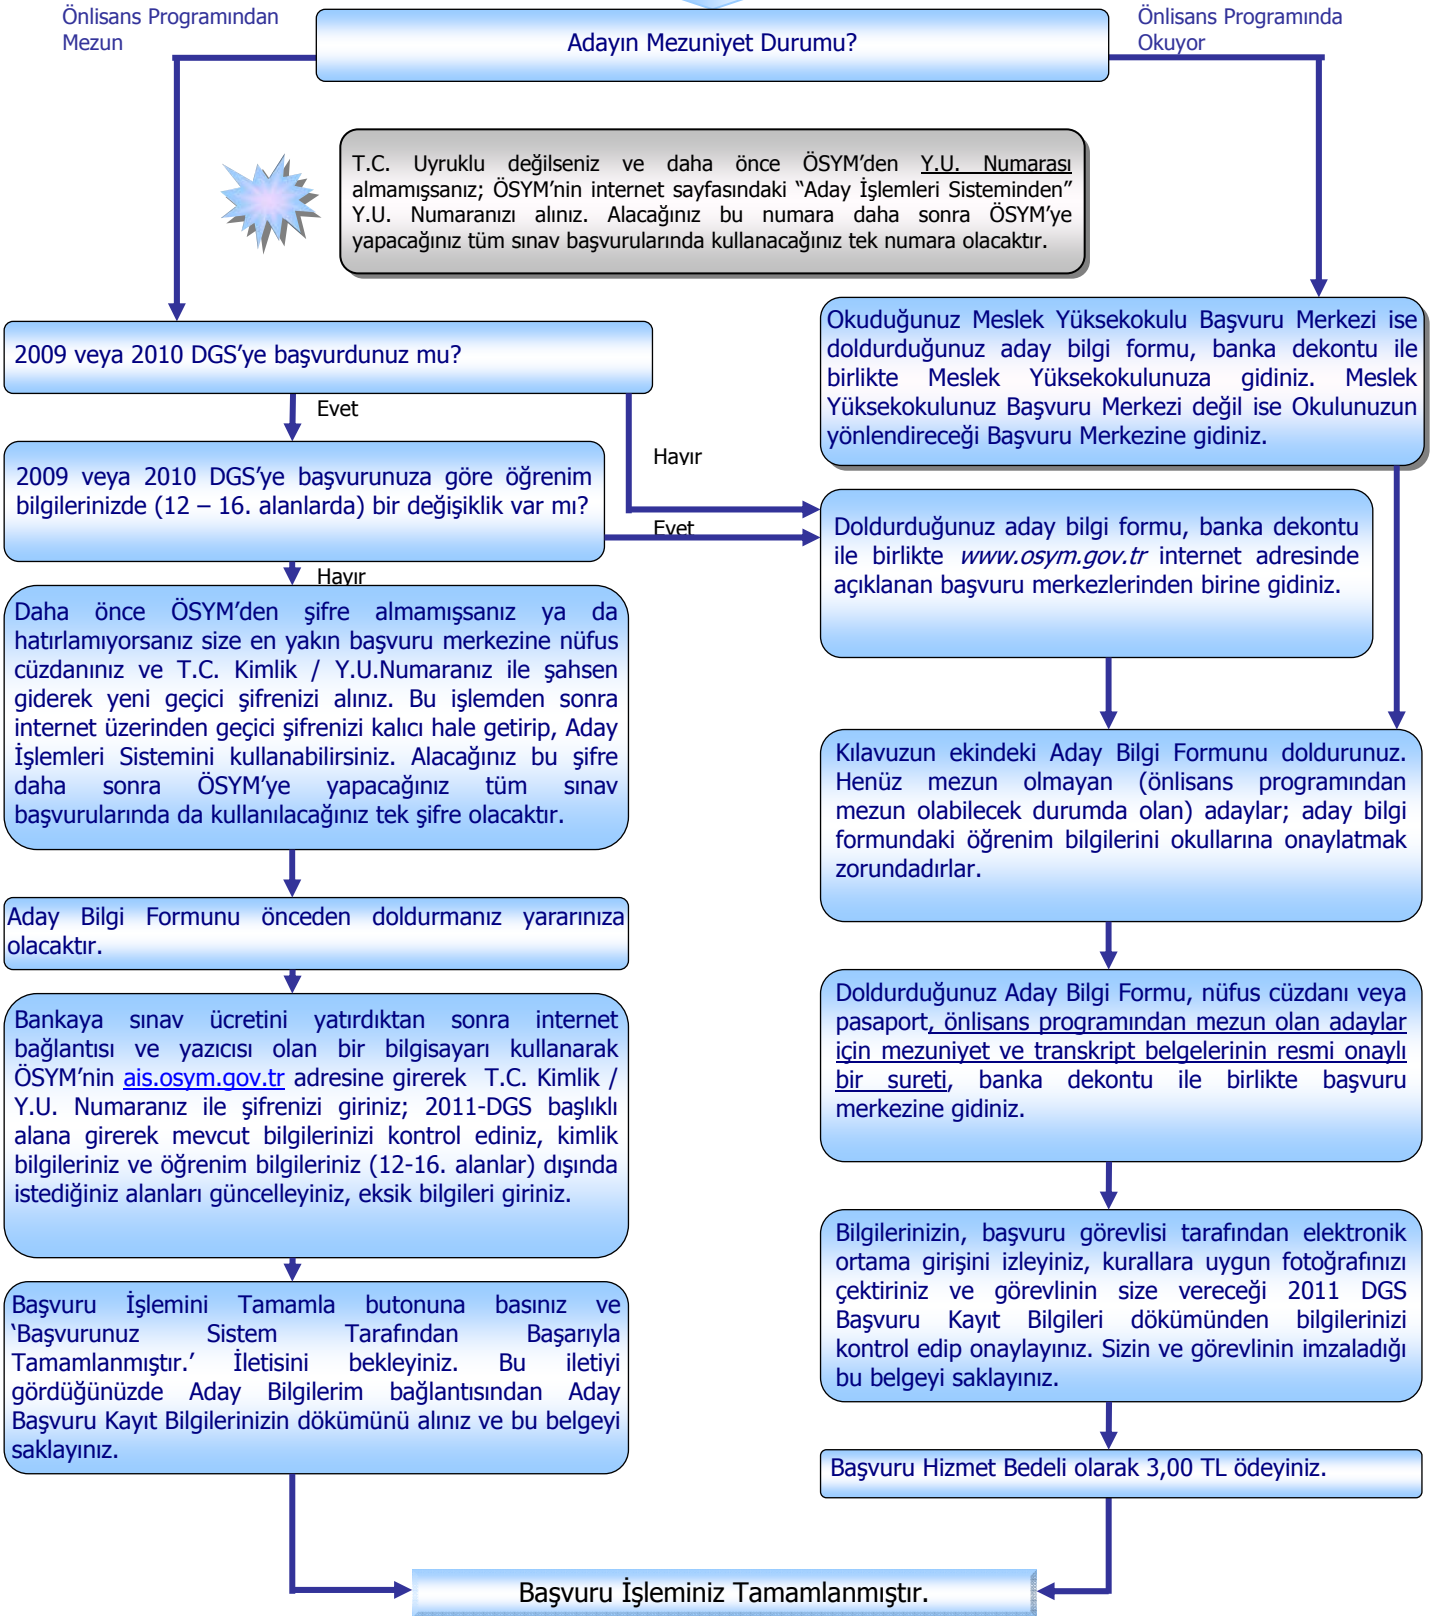 Önlisans Programından
Mezun
Adayın Mezuniyet Durumu?
Önlisans Programında
Okuyor
T.C. Uyruklu değilseniz ve daha önce ÖSYM’den Y.U. Numarası
almamışsanız; ÖSYM’nin internet sayfasındaki “Aday İşlemleri Sisteminden”
Y.U. Numaranızı alınız. Alacağınız bu numara daha sonra ÖSYM’ye
yapacağınız tüm sınav başvurularında kullanacağınız tek numara olacaktır.
2009 veya 2010 DGS’ye başvurdunuz mu?
Evet
2009 veya 2010 DGS’ye başvurunuza göre öğrenim
bilgilerinizde (12 – 16. alanlarda) bir değişiklik var mı?
Hayır
Evet
Hayır
Daha önce ÖSYM’den şifre almamışsanız ya da
hatırlamıyorsanız size en yakın başvuru merkezine nüfus
cüzdanınız ve T.C. Kimlik / Y.U.Numaranız ile şahsen
giderek yeni geçici şifrenizi alınız. Bu işlemden sonra
internet üzerinden geçici şifrenizi kalıcı hale getirip, Aday
İşlemleri Sistemini kullanabilirsiniz. Alacağınız bu şifre
daha sonra ÖSYM’ye yapacağınız tüm sınav
başvurularında da kullanılacağınız tek şifre olacaktır.
Aday Bilgi Formunu önceden doldurmanız yararınıza
olacaktır.
Bankaya sınav ücretini yatırdıktan sonra internet
bağlantısı ve yazıcısı olan bir bilgisayarı kullanarak
ÖSYM’nin ais.osym.gov.tr adresine girerek T.C. Kimlik /
Y.U. Numaranız ile şifrenizi giriniz; 2011-DGS başlıklı
alana girerek mevcut bilgilerinizi kontrol ediniz, kimlik
bilgileriniz ve öğrenim bilgileriniz (12-16. alanlar) dışında
istediğiniz alanları güncelleyiniz, eksik bilgileri giriniz.
Başvuru İşlemini Tamamla butonuna basınız ve
‘Başvurunuz Sistem Tarafından Başarıyla
Tamamlanmıştır.’ İletisini bekleyiniz. Bu iletiyi
gördüğünüzde Aday Bilgilerim bağlantısından Aday
Başvuru Kayıt Bilgilerinizin dökümünü alınız ve bu belgeyi
saklayınız.
Okuduğunuz Meslek Yüksekokulu Başvuru Merkezi ise
doldurduğunuz aday bilgi formu, banka dekontu ile
birlikte Meslek Yüksekokulunuza gidiniz. Meslek
Yüksekokulunuz Başvuru Merkezi değil ise Okulunuzun
yönlendireceği Başvuru Merkezine gidiniz.
Doldurduğunuz aday bilgi formu, banka dekontu
ile birlikte www.osym.gov.tr internet adresinde
açıklanan başvuru merkezlerinden birine gidiniz.
Kılavuzun ekindeki Aday Bilgi Formunu doldurunuz.
Henüz mezun olmayan (önlisans programından
mezun olabilecek durumda olan) adaylar; aday bilgi
formundaki öğrenim bilgilerini okullarına onaylatmak
zorundadırlar.
Doldurduğunuz Aday Bilgi Formu, nüfus cüzdanı veya
pasaport, önlisans programından mezun olan adaylar
için mezuniyet ve transkript belgelerinin resmi onaylı
bir sureti, banka dekontu ile birlikte başvuru
merkezine gidiniz.
Bilgilerinizin, başvuru görevlisi tarafından elektronik
ortama girişini izleyiniz, kurallara uygun fotoğrafınızı
çektiriniz ve görevlinin size vereceği 2011 DGS
Başvuru Kayıt Bilgileri dökümünden bilgilerinizi
kontrol edip onaylayınız. Sizin ve görevlinin imzaladığı
bu belgeyi saklayınız.
Başvuru Hizmet Bedeli olarak 3,00 TL ödeyiniz.
Başvuru İşleminiz Tamamlanmıştır.